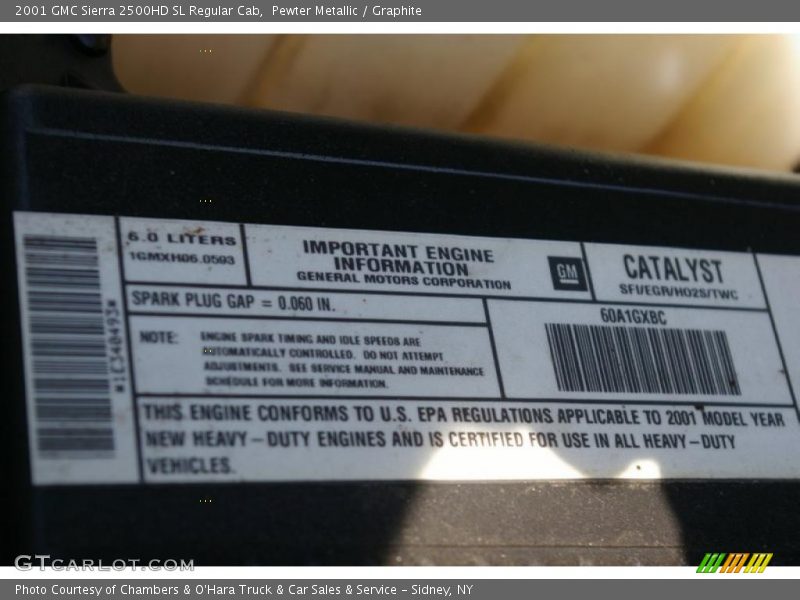 2001 GMC Sierra 2500HD SL Regular Cab,  Pewter Metallic / Graphite
6.0 LITERS
1GMXH06.0593
IMPORTANT ENGINE
INFORMATION
GENERAL MOTORS CORPORATION
GM
CATALYST
SFI/EGR/HO2S/TWC
SPARK PLUG GAP = 0.060 IN.
60A1GXBC
*1C340493*
NOTE: ENGINE SPARK TIMING AND IDLE SPEEDS ARE
AUTOMATICALLY CONTROLLED. DO NOT ATTEMPT
ADJUSTMENTS. SEE SERVICE MANUAL AND MAINTENANCE
SCHEDULE FOR MORE INFORMATION.
THIS ENGINE CONFORMS TO U.S. EPA REGULATIONS APPLICABLE TO 2001 MODEL YEAR
NEW HEAVY-DUTY ENGINES AND IS CERTIFIED FOR USE IN ALL HEAVY-DUTY
VEHICLES.
GTCARLOT.COM
Photo Courtesy of Chambers & O'Hara Truck & Car Sales & Service - Sidney, NY